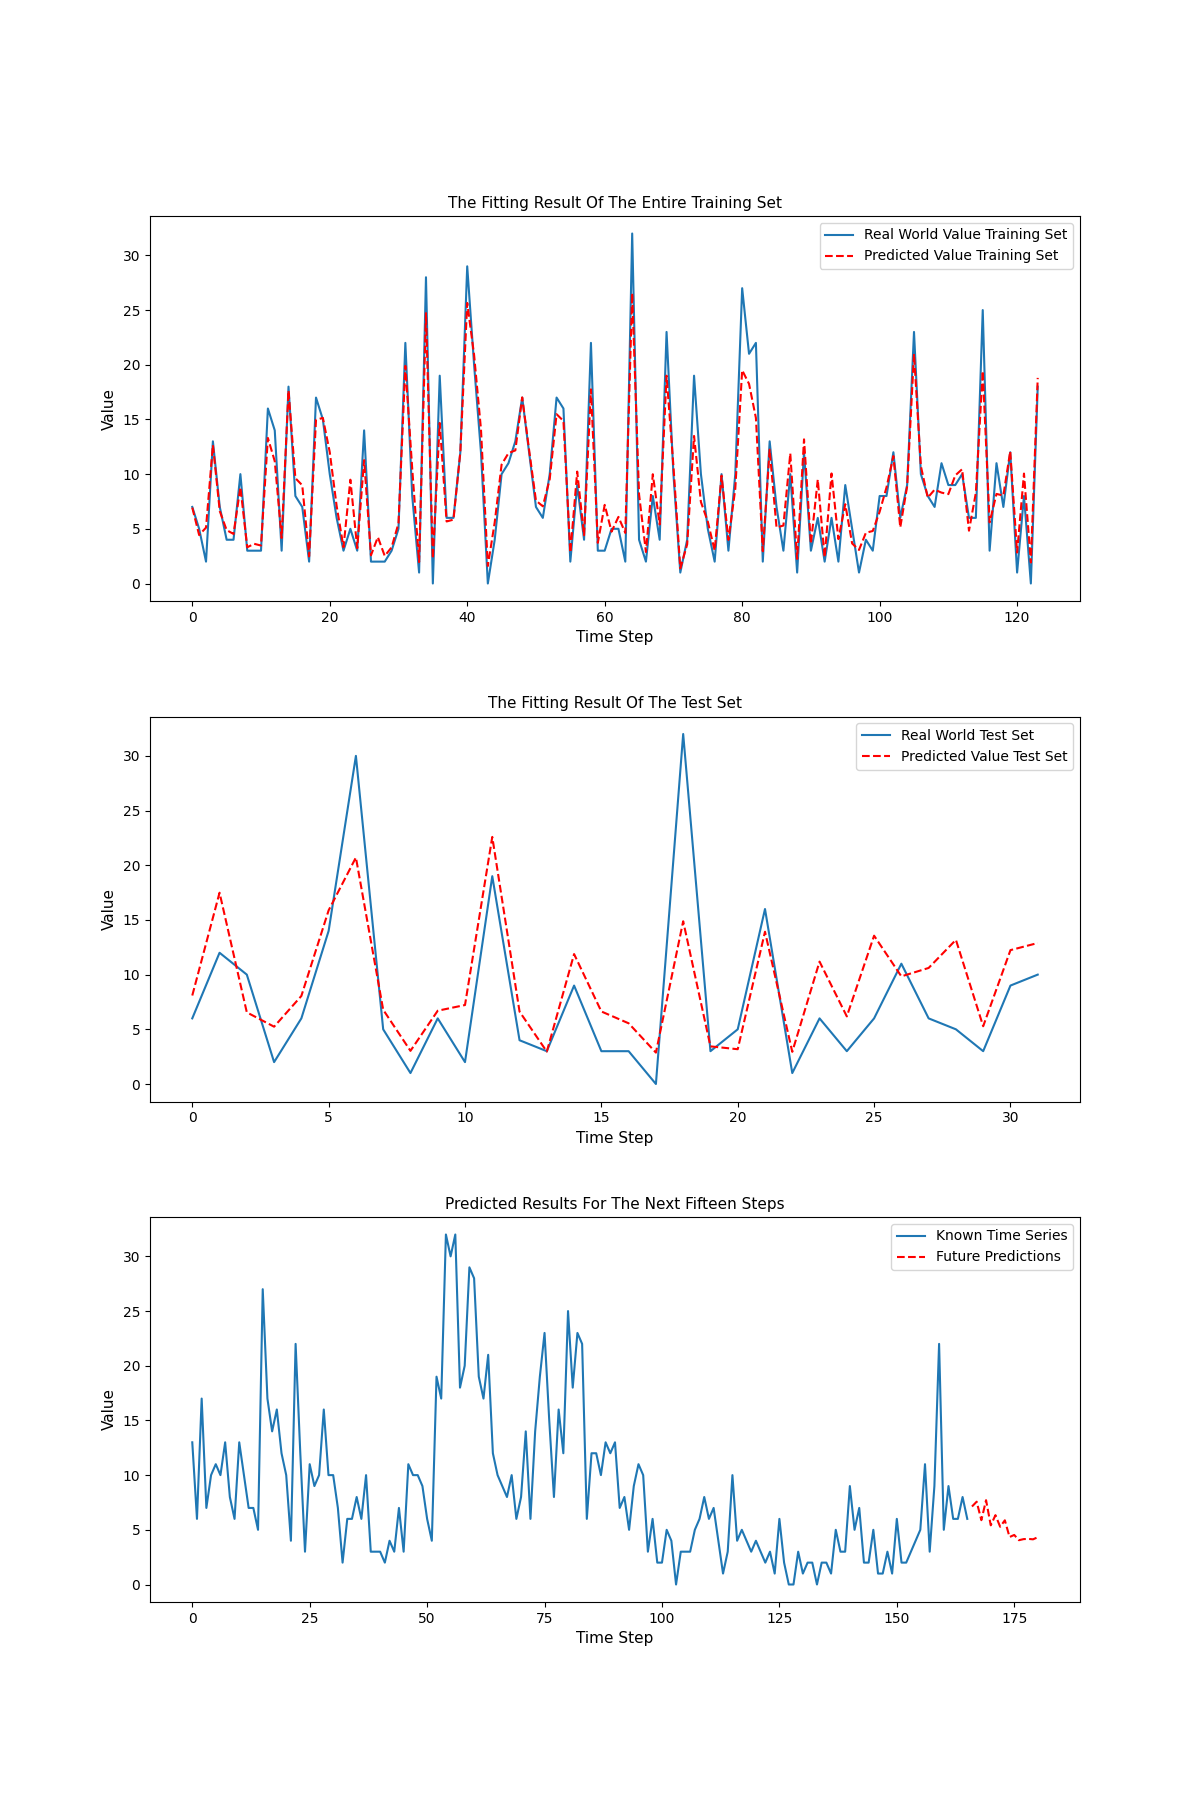 The Fitting Result Of The Entire Training Set
Real World Value Training Set
Predicted Value Training Set
Value
30
25
20
15
10
5
0
0 20 40 60 80 100 120
Time Step
The Fitting Result Of The Test Set
Real World Test Set
Predicted Value Test Set
Value
30
25
20
15
10
5
0
0 5 10 15 20 25 30
Time Step
Predicted Results For The Next Fifteen Steps
Known Time Series
Future Predictions
Value
30
25
20
15
10
5
0
0 25 50 75 100 125 150 175
Time Step